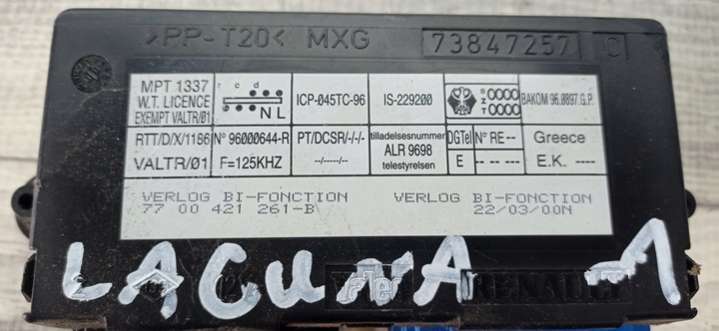 >PP-T20< MXG 73847257 C
MPT 1337
W.T. LICENCE
EXEMPT VALTR/01
r c d
N L
ICP-045TC-96
IS-229200
0000
T0000
BAKOM 96.0897.G.P.
RTT/D/X/1186
VALTR/01
N° 96000644-R
F=125KHZ
PT/DCSR/-/-/-
--/-----/--
tilladelsesnummer
ALR 9698
telestyrelsen
DGTel
E
N° RE--
-- -- ---
Greece
E.K. ----
VERLOG BI-FONCTION
77 00 421 261-B
VERLOG BI-FONCTION
22/03/00N
LACUNA -1
RENAULT